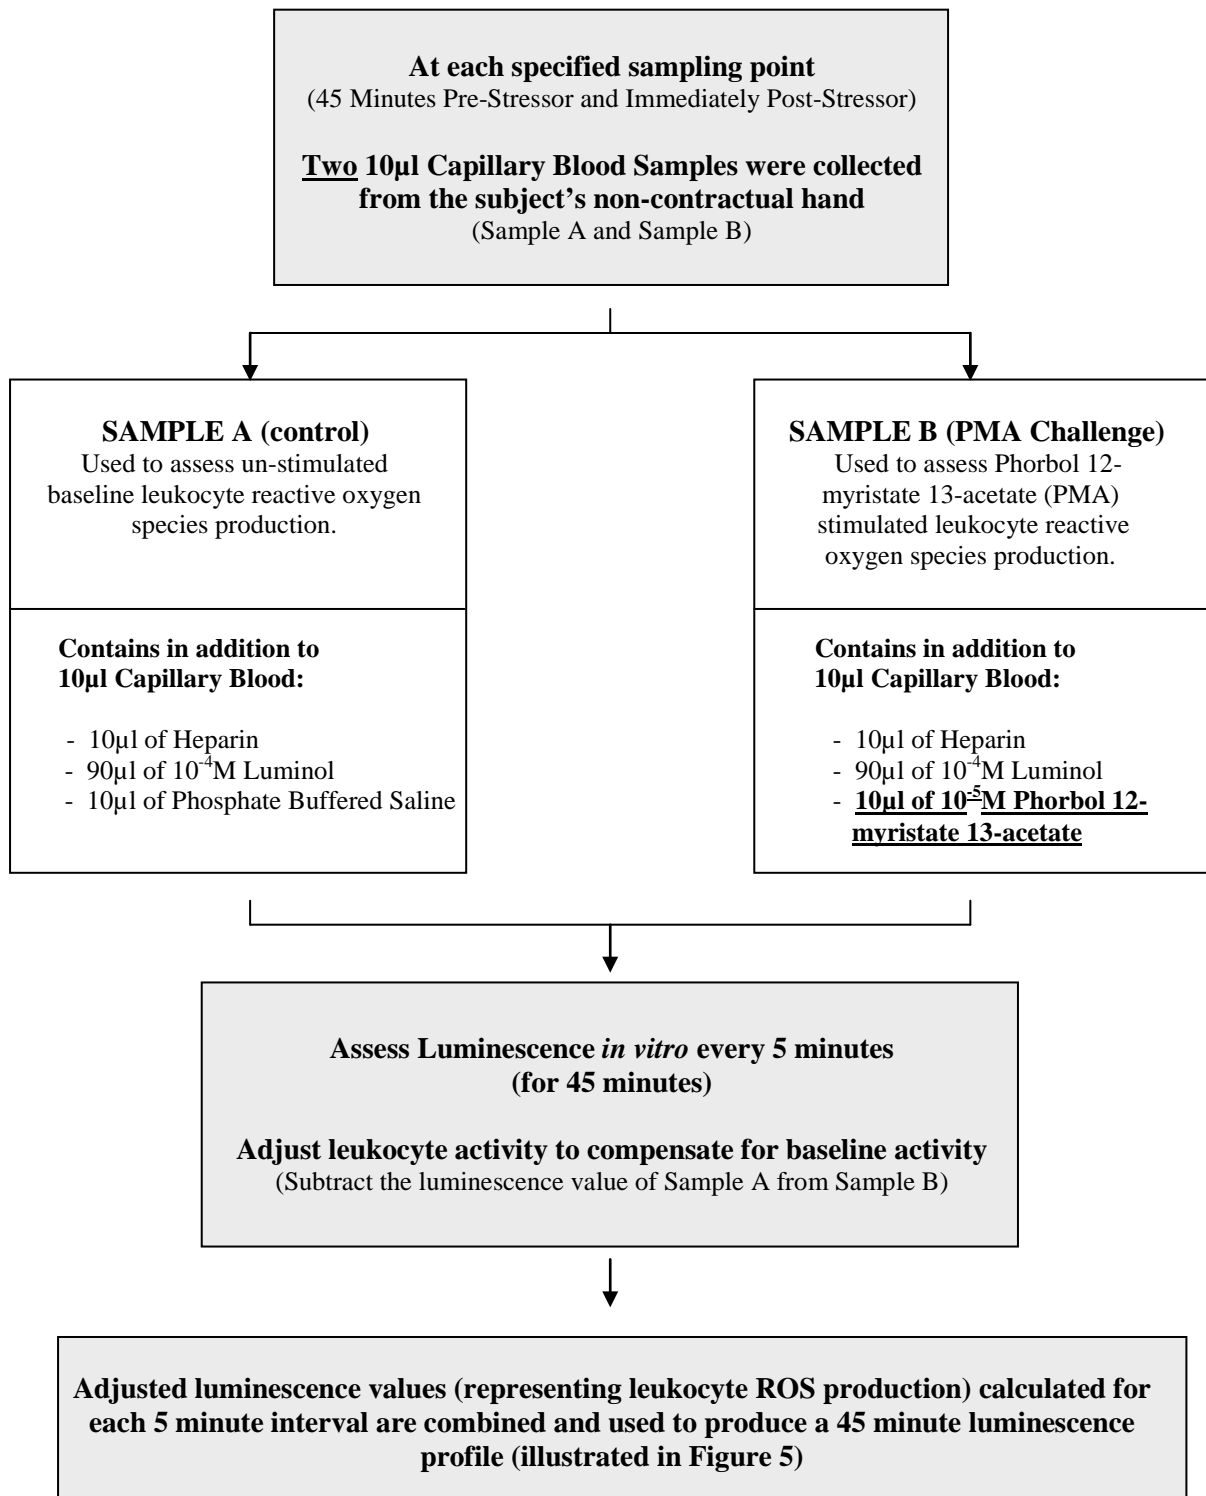 At each specified sampling point
(45 Minutes Pre-Stressor and Immediately Post-Stressor)
Two 10µl Capillary Blood Samples were collected
from the subject’s non-contractual hand
(Sample A and Sample B)
SAMPLE A (control)
Used to assess un-stimulated
baseline leukocyte reactive oxygen
species production.
Contains in addition to
10µl Capillary Blood:
- 10µl of Heparin
- 90µl of 10⁻⁴M Luminol
- 10µl of Phosphate Buffered Saline
SAMPLE B (PMA Challenge)
Used to assess Phorbol 12-
myristate 13-acetate (PMA)
stimulated leukocyte reactive
oxygen species production.
Contains in addition to
10µl Capillary Blood:
- 10µl of Heparin
- 90µl of 10⁻⁴M Luminol
- 10µl of 10⁻⁵M Phorbol 12-
myristate 13-acetate
Assess Luminescence in vitro every 5 minutes
(for 45 minutes)
Adjust leukocyte activity to compensate for baseline activity
(Subtract the luminescence value of Sample A from Sample B)
Adjusted luminescence values (representing leukocyte ROS production) calculated for
each 5 minute interval are combined and used to produce a 45 minute luminescence
profile (illustrated in Figure 5)